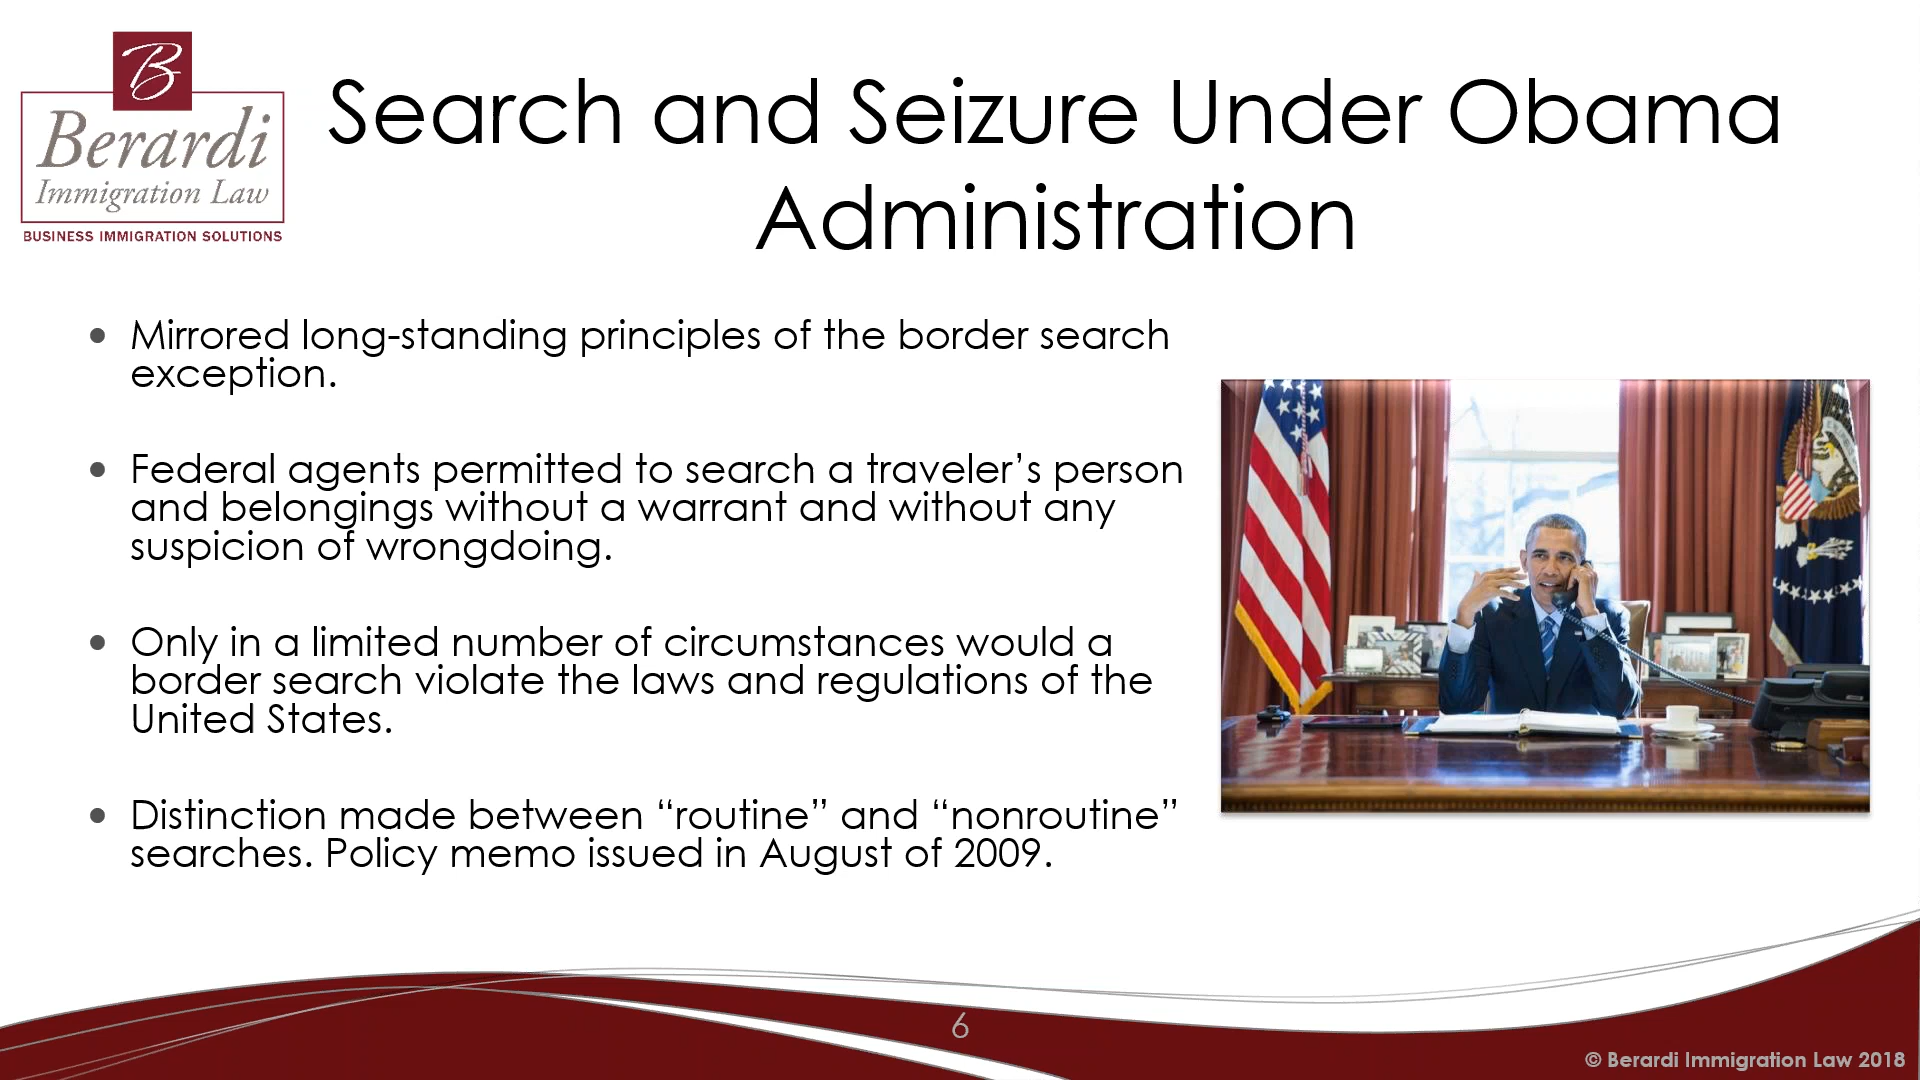 B
Berardi
Immigration Law
BUSINESS IMMIGRATION SOLUTIONS
Search and Seizure Under Obama
Administration
• Mirrored long-standing principles of the border search
exception.
• Federal agents permitted to search a traveler’s person
and belongings without a warrant and without any
suspicion of wrongdoing.
• Only in a limited number of circumstances would a
border search violate the laws and regulations of the
United States.
• Distinction made between “routine” and “nonroutine”
searches. Policy memo issued in August of 2009.
6
© Berardi Immigration Law 2018